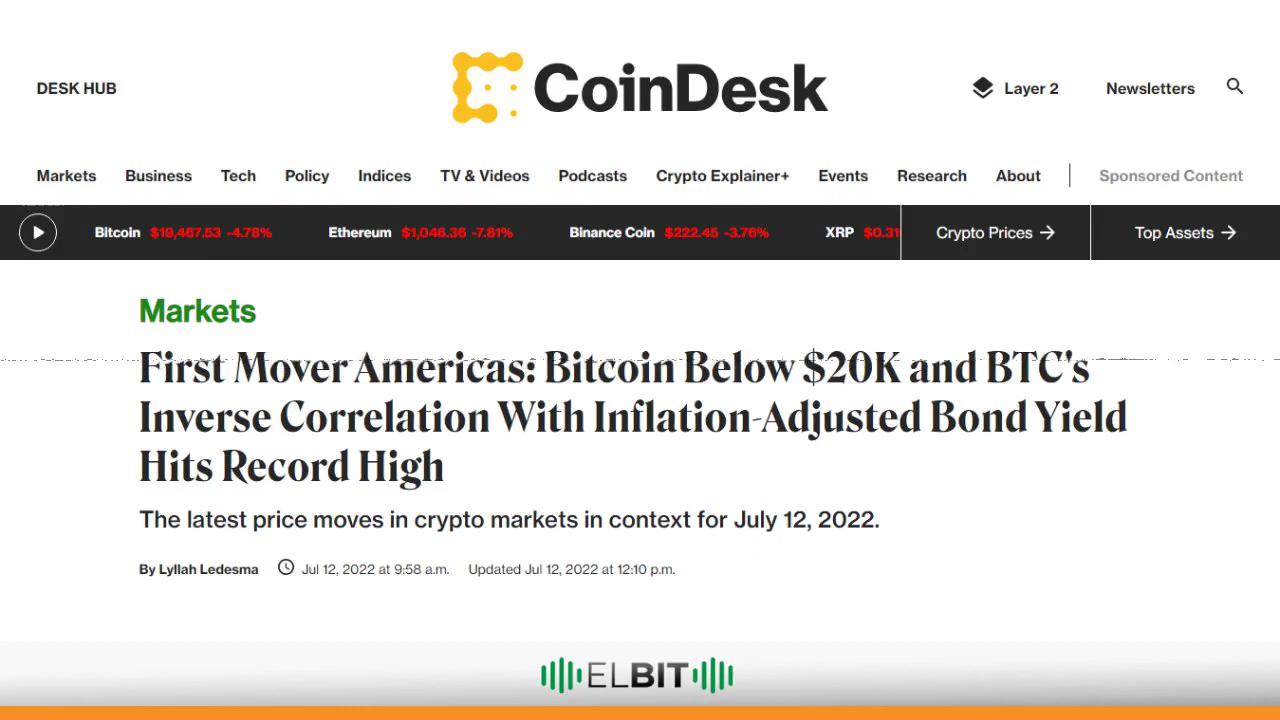 DESK HUB
CoinDesk
Layer 2
Newsletters
Markets Business Tech Policy Indices TV & Videos Podcasts Crypto Explainer+ Events Research About Sponsored Content
Bitcoin $19,467.53 -4.78% Ethereum $1,046.36 -7.81% Binance Coin $222.45 -3.76% XRP $0.31 Crypto Prices → Top Assets →
Markets
First Mover Americas: Bitcoin Below $20K and BTC's
Inverse Correlation With Inflation-Adjusted Bond Yield
Hits Record High
The latest price moves in crypto markets in context for July 12, 2022.
By Lyllah Ledesma Jul 12, 2022 at 9:58 a.m. Updated Jul 12, 2022 at 12:10 p.m.
ELBIT